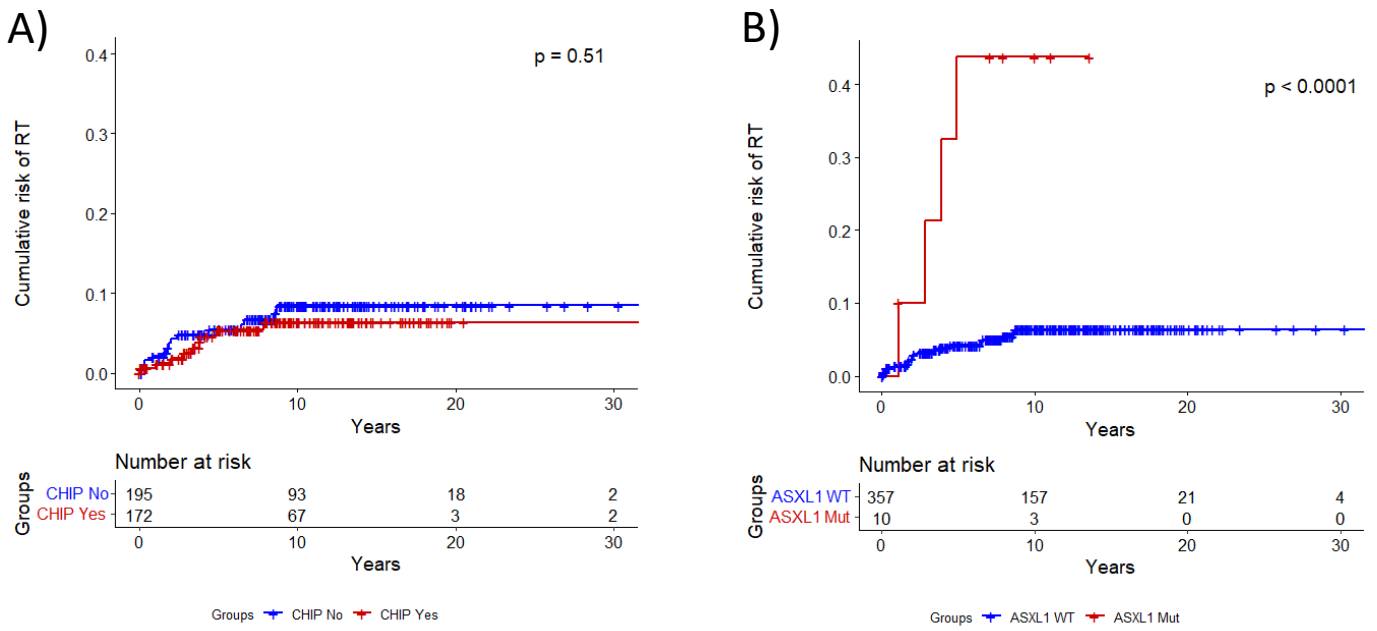 A)
p = 0.51
Cumulative risk of RT
0.4
0.3
0.2
0.1
0.0
0 10 20 30
Years
Number at risk
Groups
CHIP No 195 93 18 2
CHIP Yes 172 67 3 2
0 10 20 30
Years
Groups CHIP No CHIP Yes
B)
p < 0.0001
Cumulative risk of RT
0.4
0.3
0.2
0.1
0.0
0 10 20 30
Years
Number at risk
Groups
ASXL1 WT 357 157 21 4
ASXL1 Mut 10 3 0 0
0 10 20 30
Years
Groups ASXL1 WT ASXL1 Mut